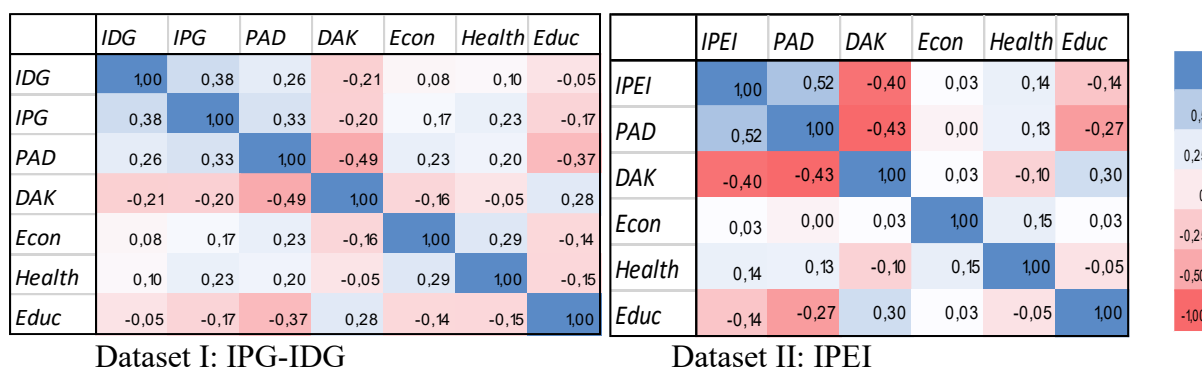 IDG IPG PAD DAK Econ Health Educ
IDG 1,00 0,38 0,26 -0,21 0,08 0,10 -0,05
IPG 0,38 1,00 0,33 -0,20 0,17 0,23 -0,17
PAD 0,26 0,33 1,00 -0,49 0,23 0,20 -0,37
DAK -0,21 -0,20 -0,49 1,00 -0,16 -0,05 0,28
Econ 0,08 0,17 0,23 -0,16 1,00 0,29 -0,14
Health 0,10 0,23 0,20 -0,05 0,29 1,00 -0,15
Educ -0,05 -0,17 -0,37 0,28 -0,14 -0,15 1,00
Dataset I: IPG-IDG
IPEI PAD DAK Econ Health Educ
IPEI 1,00 0,52 -0,40 0,03 0,14 -0,14
PAD 0,52 1,00 -0,43 0,00 0,13 -0,27
DAK -0,40 -0,43 1,00 0,03 -0,10 0,30
Econ 0,03 0,00 0,03 1,00 0,15 0,03
Health 0,14 0,13 -0,10 0,15 1,00 -0,05
Educ -0,14 -0,27 0,30 0,03 -0,05 1,00
Dataset II: IPEI
0,25
-0,25
-0,50
-1,00